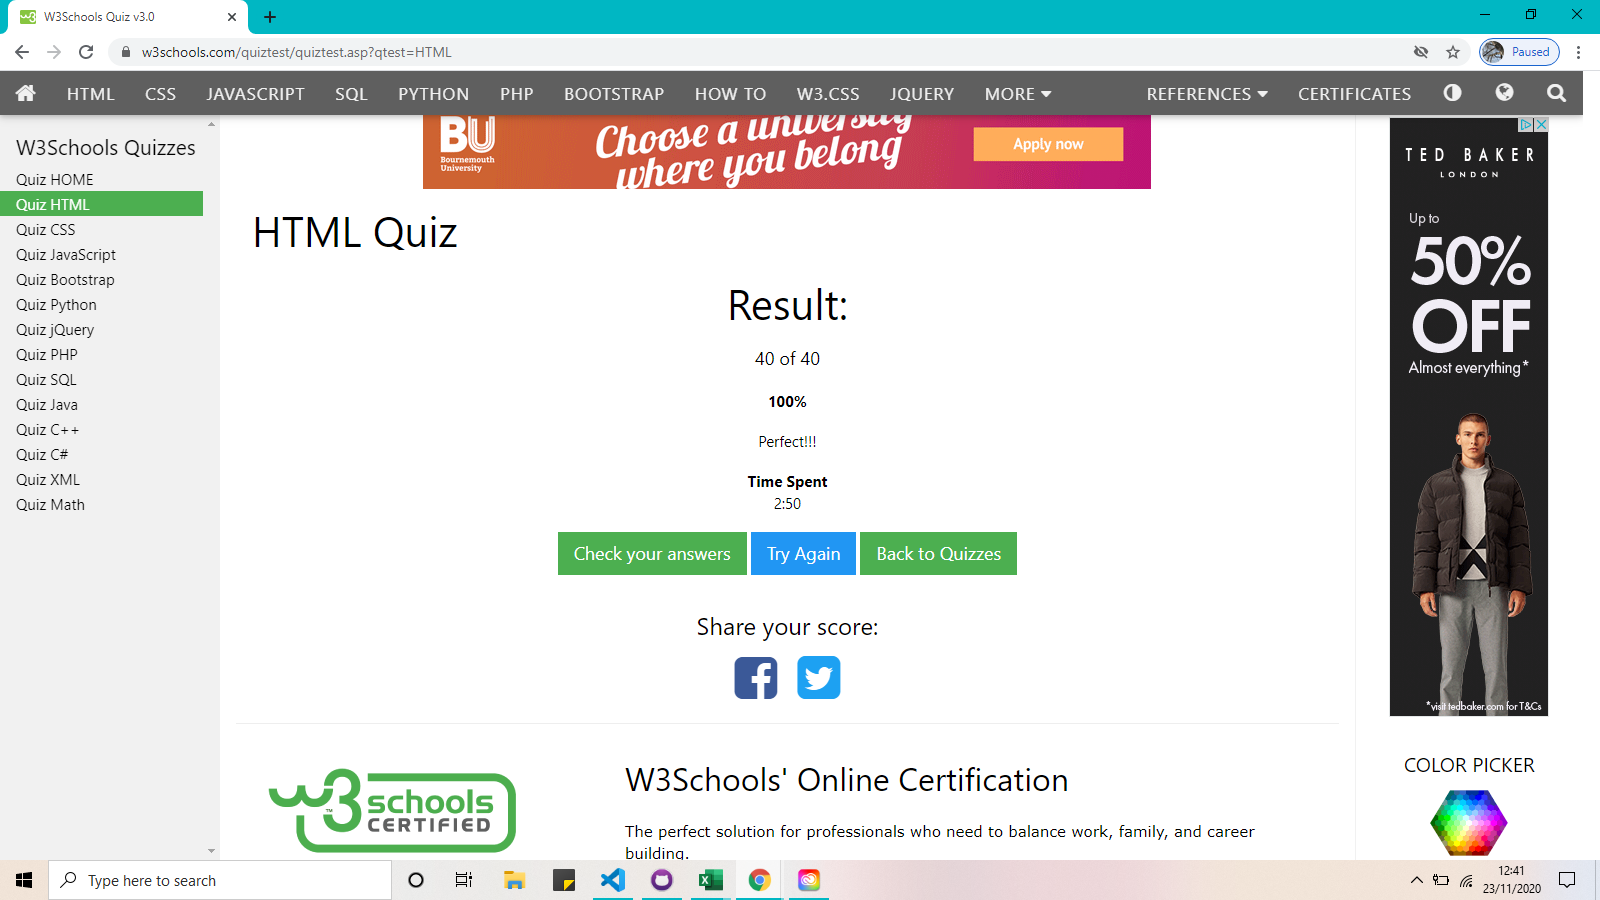 W3Schools Quiz v3.0
w3schools.com/quiztest/quiztest.asp?qtest=HTML
Paused
HTML CSS JAVASCRIPT SQL PYTHON PHP BOOTSTRAP HOW TO W3.CSS JQUERY MORE REFERENCES CERTIFICATES
W3Schools Quizzes
Quiz HOME
Quiz HTML
Quiz CSS
Quiz JavaScript
Quiz Bootstrap
Quiz Python
Quiz jQuery
Quiz PHP
Quiz SQL
Quiz Java
Quiz C++
Quiz C#
Quiz XML
Quiz Math
BU
Bournemouth
University
Choose a university
where you belong
Apply now
HTML Quiz
Result:
40 of 40
100%
Perfect!!!
Time Spent
2:50
Check your answers Try Again Back to Quizzes
Share your score:
w3schools
CERTIFIED
™
W3Schools' Online Certification
The perfect solution for professionals who need to balance work, family, and career
building.
TED BAKER
LONDON
Up to
50%
OFF
Almost everything*
*visit tedbaker.com for T&Cs
COLOR PICKER
Type here to search
12:41
23/11/2020